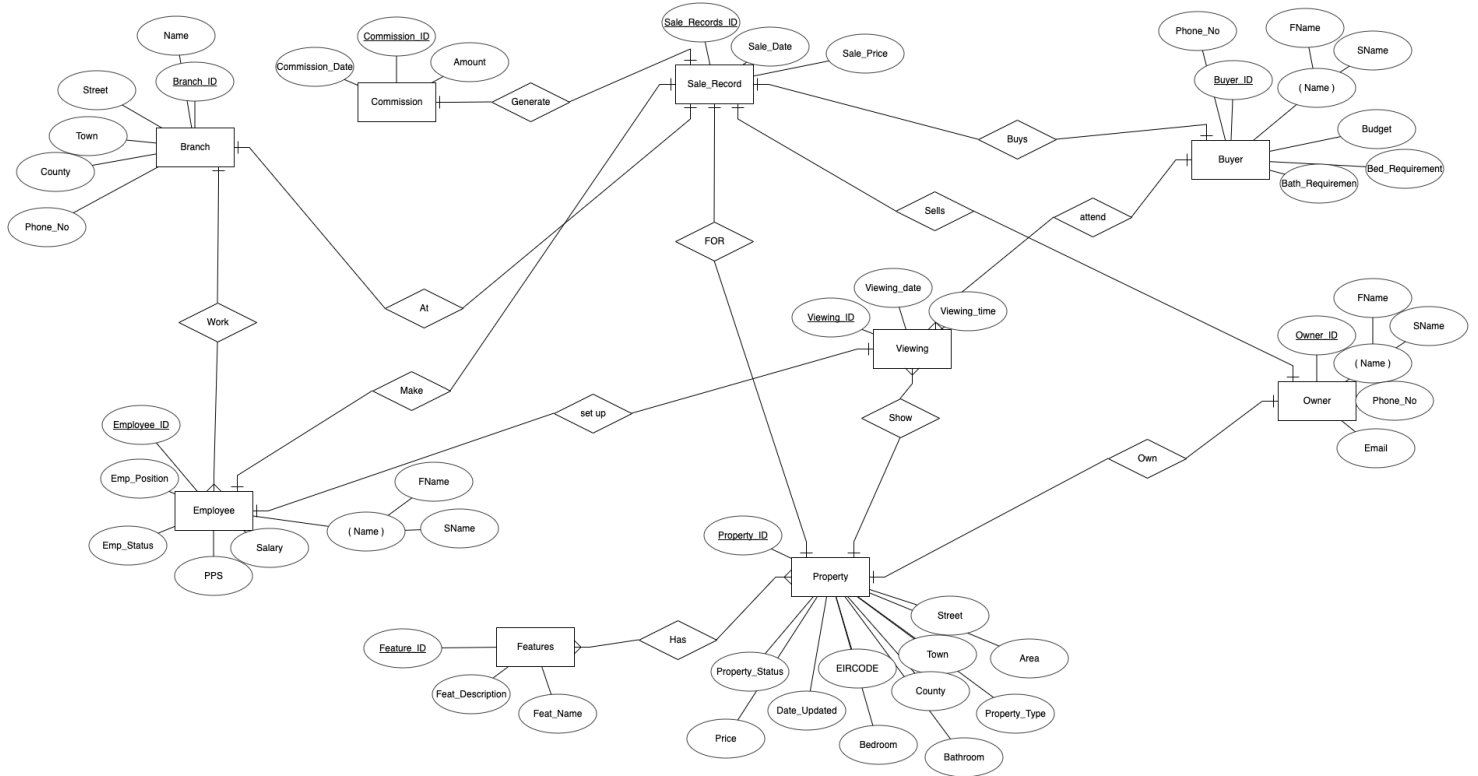 Name
Branch_ID
Street
Town
County
Phone_No
Branch
Commission_ID
Commission_Date
Amount
Commission
Generate
Sale_Records_ID
Sale_Date
Sale_Price
Sale_Record
Phone_No
FName
SName
Buyer_ID
( Name )
Budget
Bed_Requirement
Bath_Requiremen
Buyer
Buys
Sells
attend
FOR
Work
At
Make
Viewing_date
Viewing_ID
Viewing_time
Viewing
set up
Show
FName
SName
Owner_ID
( Name )
Phone_No
Owner
Email
Own
Employee_ID
Emp_Position
Employee
Emp_Status
PPS
Salary
( Name )
FName
SName
Property_ID
Property
Has
Features
Feature_ID
Feat_Description
Feat_Name
Property_Status
Price
Date_Updated
EIRCODE
Bedroom
Street
Town
County
Area
Property_Type
Bathroom